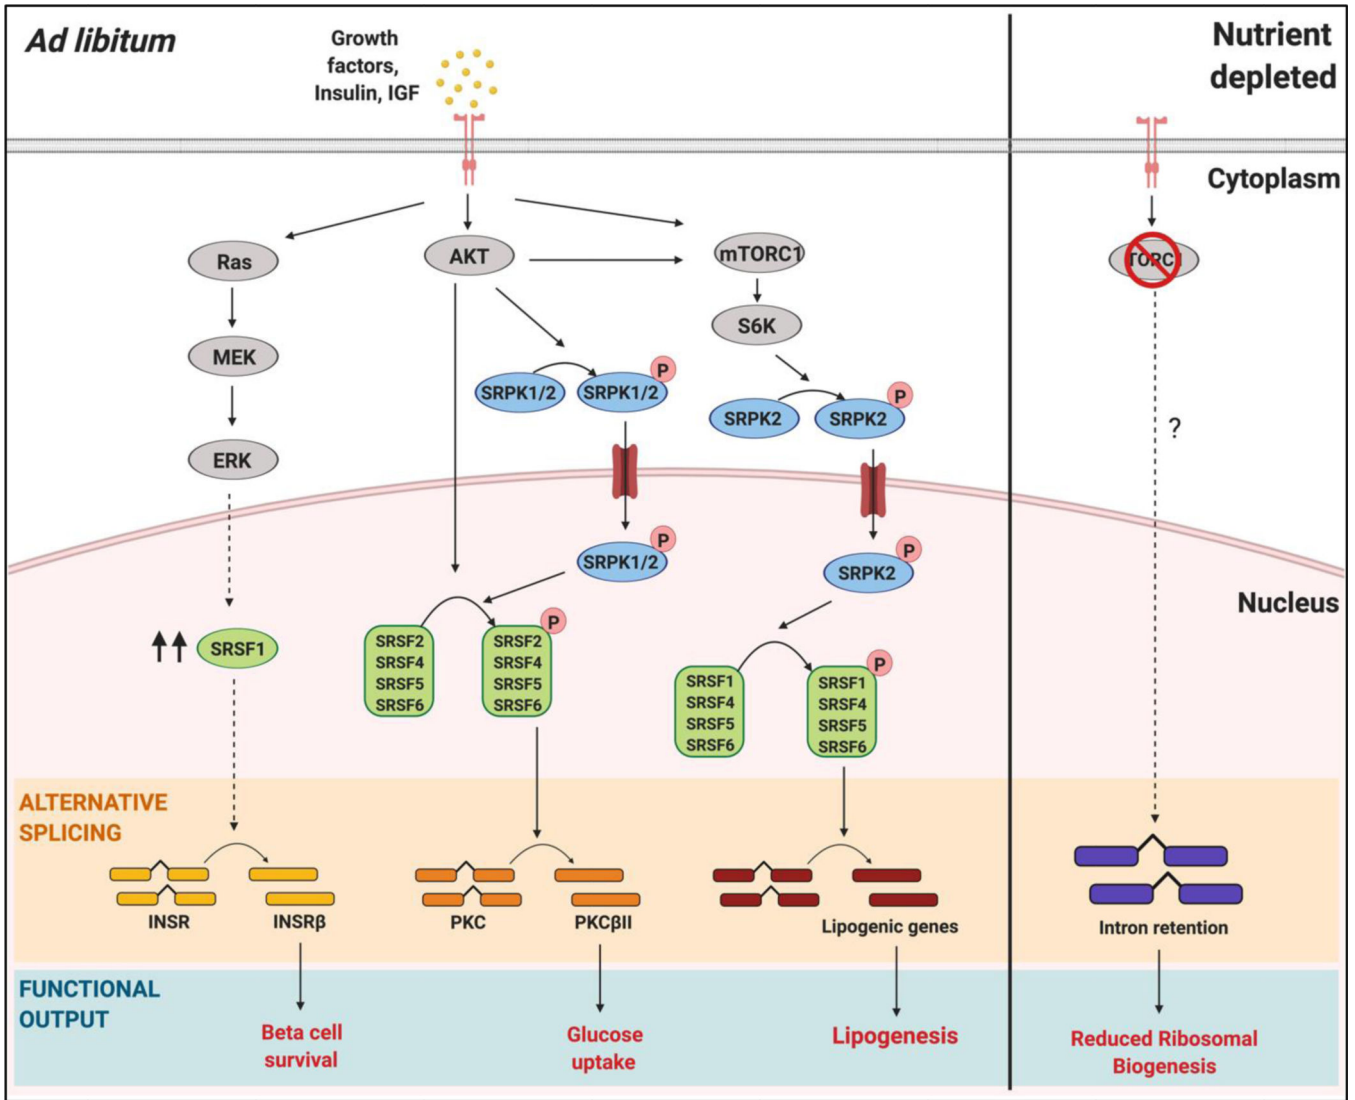 Ad libitum
Growth
factors,
Insulin, IGF
Nutrient
depleted
Cytoplasm
Ras
AKT
mTORC1
TORC1
MEK
S6K
SRPK1/2
SRPK1/2
P
SRPK2
SRPK2
P
?
ERK
SRPK1/2
P
SRPK2
P
Nucleus
SRSF1
SRSF2
SRSF4
SRSF5
SRSF6
SRSF2
SRSF4
SRSF5
SRSF6
P
SRSF1
SRSF4
SRSF5
SRSF6
SRSF1
SRSF4
SRSF5
SRSF6
P
ALTERNATIVE
SPLICING
INSR
INSRβ
PKC
PKCβII
Lipogenic genes
Intron retention
FUNCTIONAL
OUTPUT
Beta cell
survival
Glucose
uptake
Lipogenesis
Reduced Ribosomal
Biogenesis